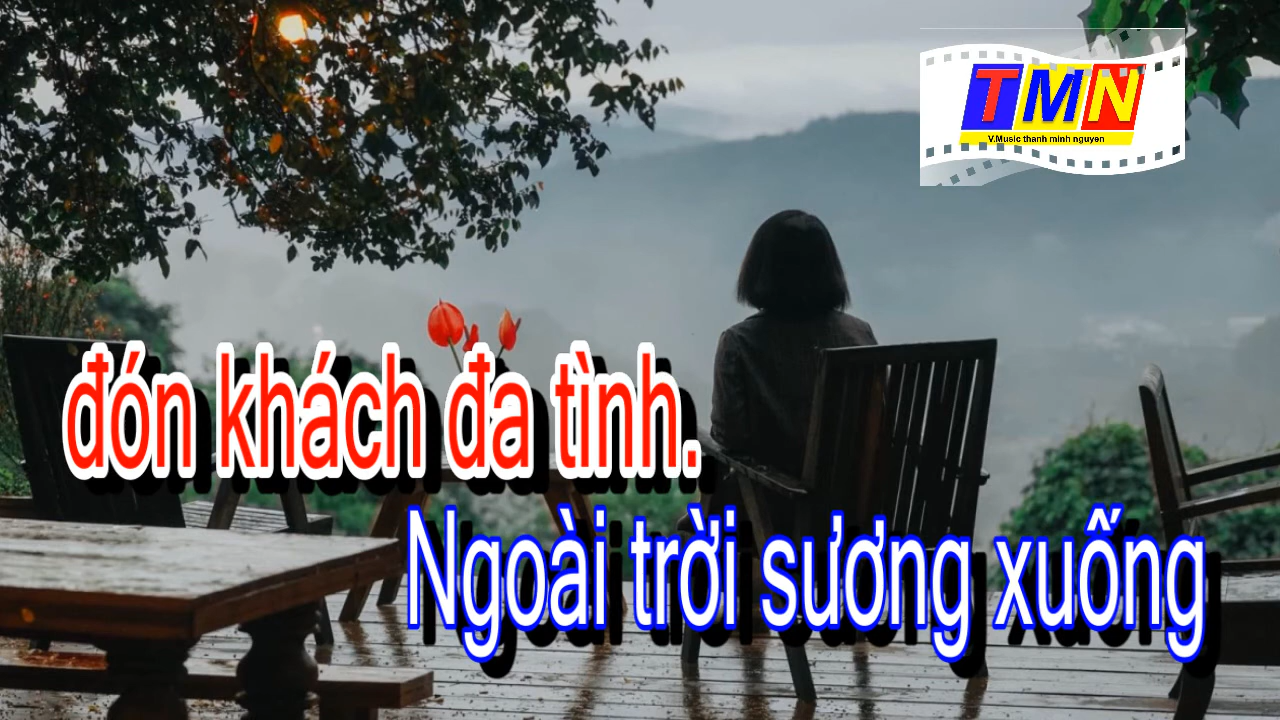 TMN
V.Music thanh minh nguyen
đón khách đa tình.
Ngoài trời sương xuống